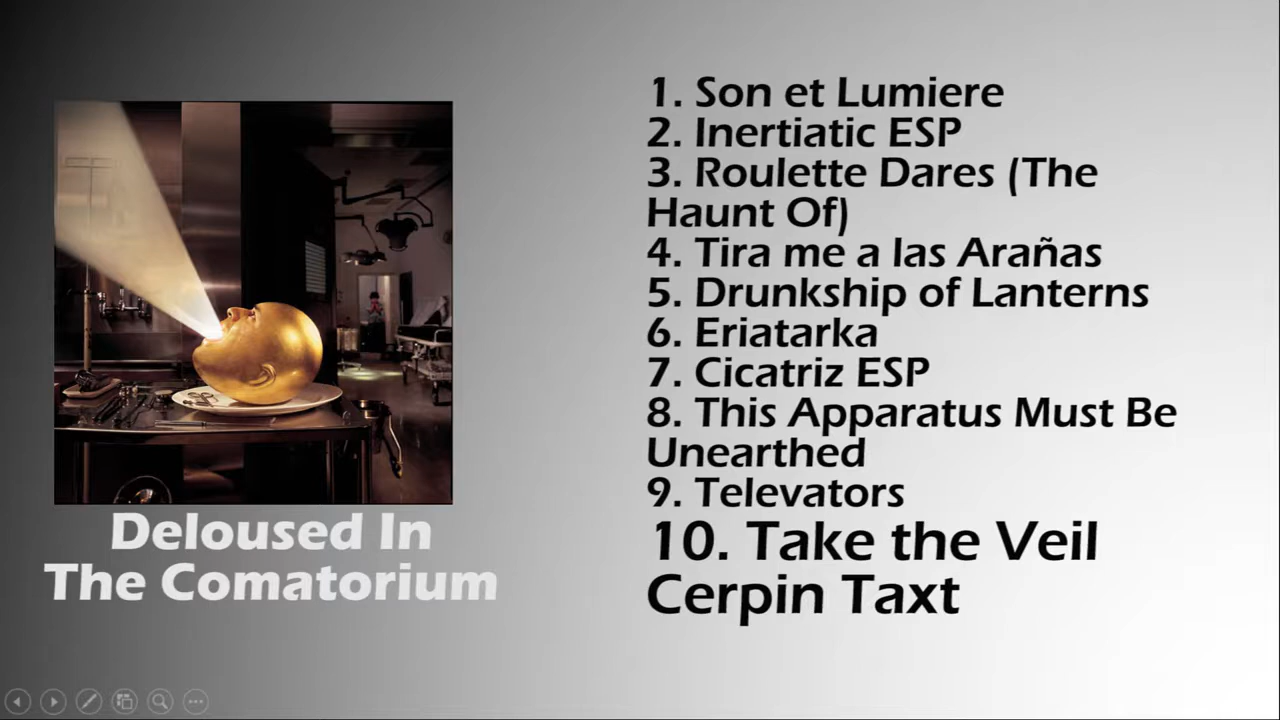 1. Son et Lumiere
2. Inertiatic ESP
3. Roulette Dares (The
Haunt Of)
4. Tira me a las Arañas
5. Drunkship of Lanterns
6. Eriatarka
7. Cicatriz ESP
8. This Apparatus Must Be
Unearthed
9. Televators
10. Take the Veil
Cerpin Taxt
Deloused In
The Comatorium